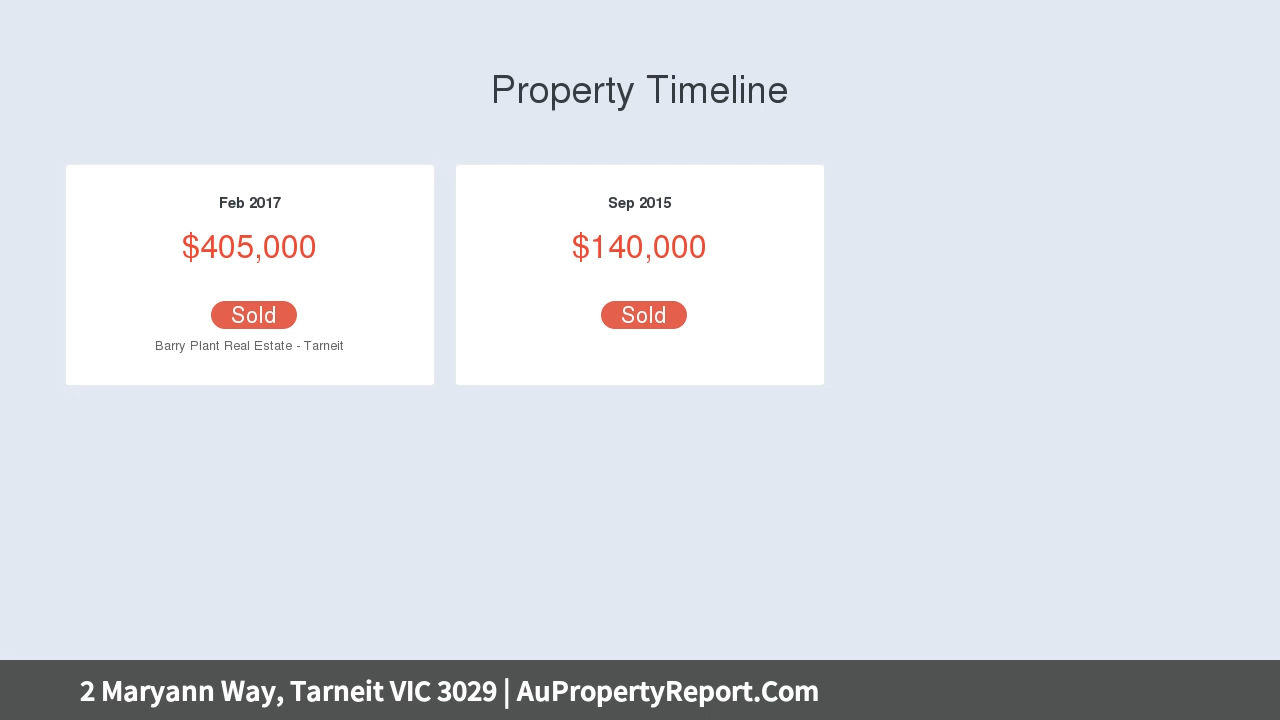 Property Timeline
Feb 2017
$405,000
Sold
Barry Plant Real Estate - Tarneit
Sep 2015
$140,000
Sold
2 Maryann Way, Tarneit VIC 3029 | AuPropertyReport.Com